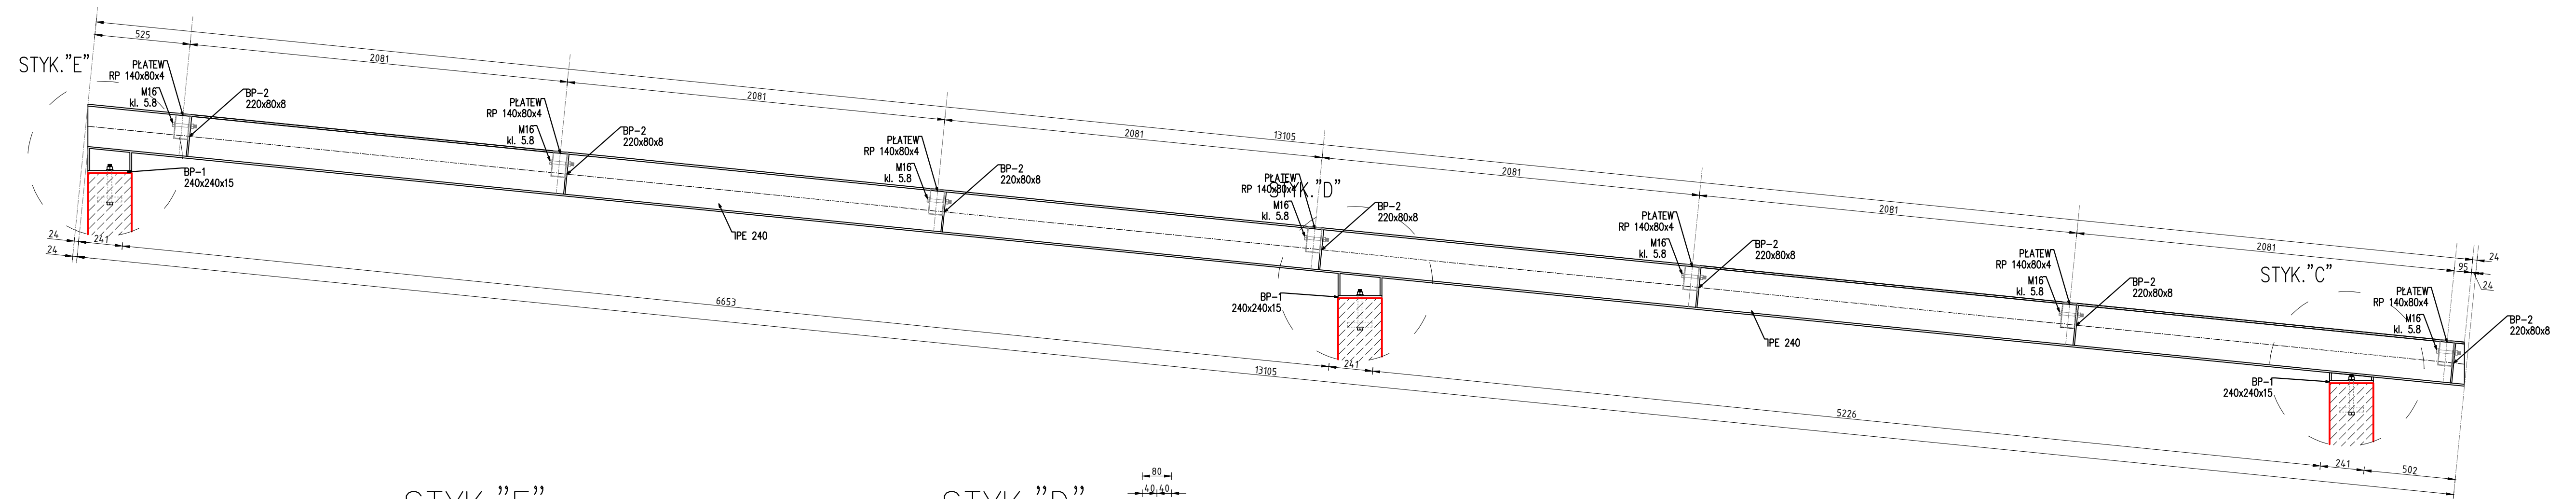 525
2081
2081
13105
2081
2081
2081
2081
24
95
24
STYK."E"
PŁATEW
RP 140x80x4
M16
kl. 5.8
BP-2
220x80x8
BP-1
240x240x15
PŁATEW
RP 140x80x4
M16
kl. 5.8
BP-2
220x80x8
PŁATEW
RP 140x80x4
M16
kl. 5.8
BP-2
220x80x8
IPE 240
STYK."D"
PŁATEW
RP 140x80x4
M16
kl. 5.8
BP-2
220x80x8
BP-1
240x240x15
PŁATEW
RP 140x80x4
M16
kl. 5.8
BP-2
220x80x8
IPE 240
PŁATEW
RP 140x80x4
M16
kl. 5.8
BP-2
220x80x8
STYK."C"
PŁATEW
RP 140x80x4
M16
kl. 5.8
BP-2
220x80x8
BP-1
240x240x15
24
241
24
6653
241
13105
5226
241
502
STYK."E"
STYK."D"
80
40
40